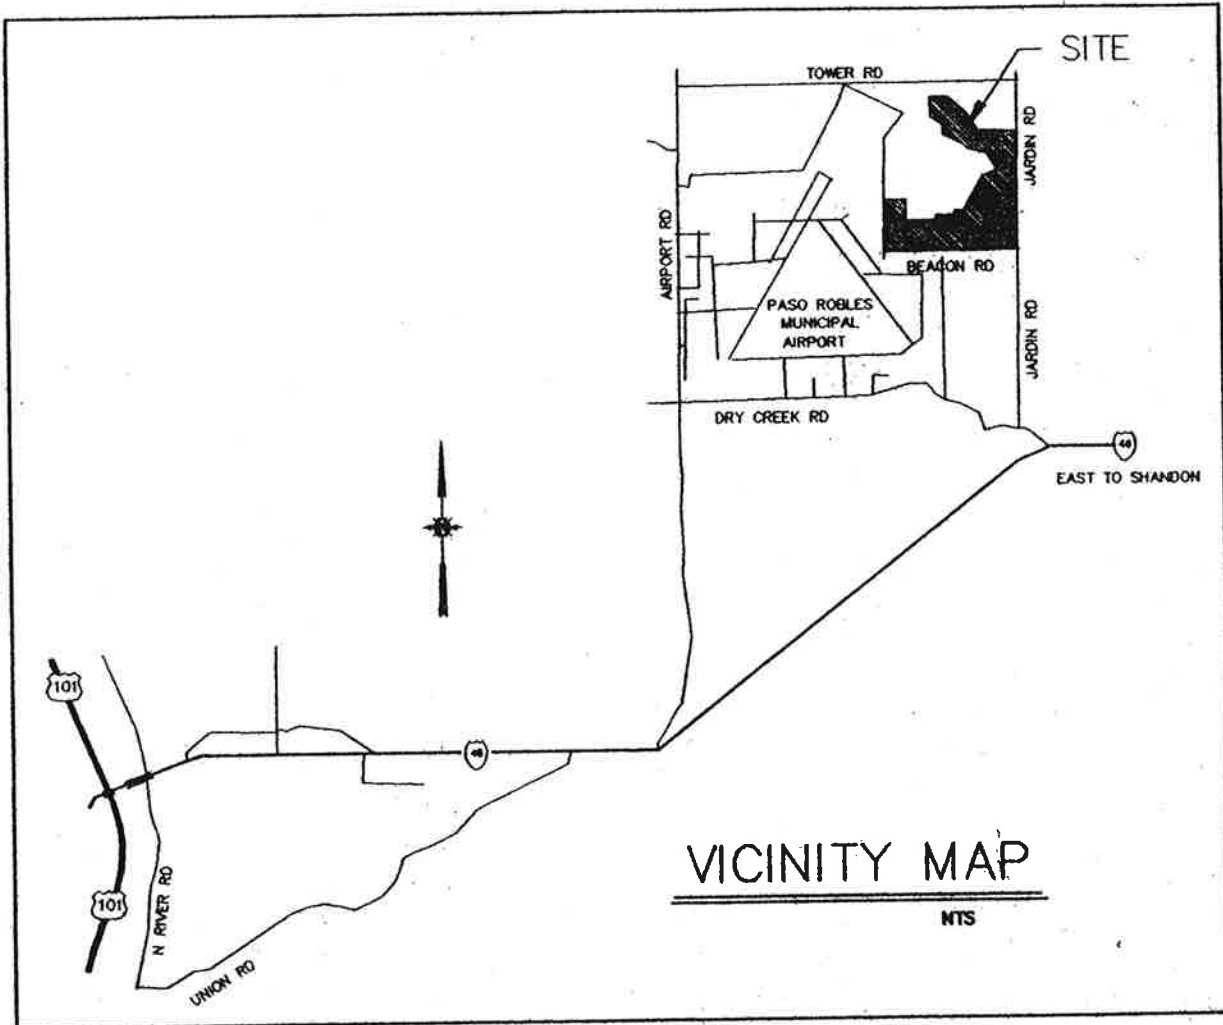 SITE
TOWER RD
JARDIN RD
AIRPORT RD
BEACON RD
PASO ROBLES
MUNICIPAL
AIRPORT
JARDIN RD
DRY CREEK RD
46
EAST TO SHANDON
N
101
46
VICINITY MAP
NTS
101
N RIVER RD
UNION RD